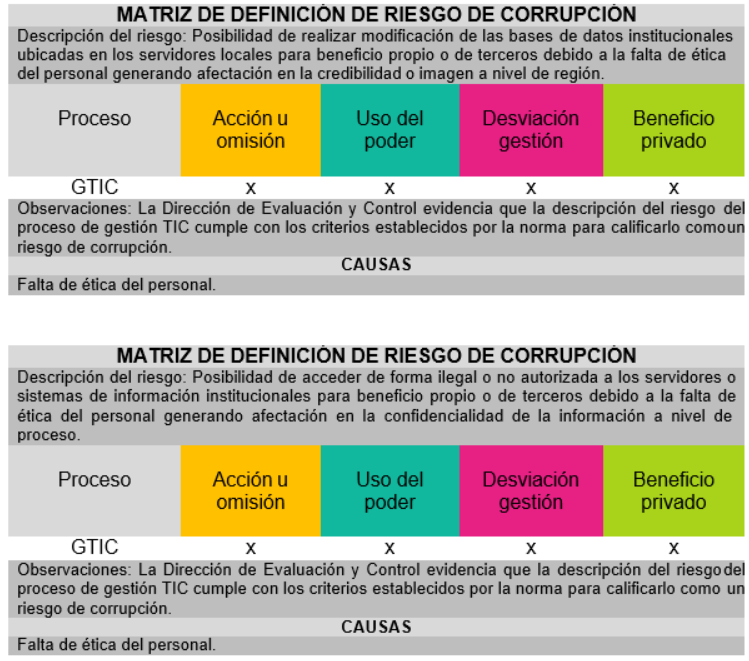 MATRIZ DE DEFINICIÓN DE RIESGO DE CORRUPCIÓN
Descripción del riesgo: Posibilidad de realizar modificación de las bases de datos institucionales
ubicadas en los servidores locales para beneficio propio o de terceros debido a la falta de ética
del personal generando afectación en la credibilidad o imagen a nivel de región.
Proceso Acción u omisión Uso del poder Desviación gestión Beneficio privado
GTIC x x x x
Observaciones: La Dirección de Evaluación y Control evidencia que la descripción del riesgo del
proceso de gestión TIC cumple con los criterios establecidos por la norma para calificarlo comoun
riesgo de corrupción.
CAUSAS
Falta de ética del personal.
MATRIZ DE DEFINICIÓN DE RIESGO DE CORRUPCIÓN
Descripción del riesgo: Posibilidad de acceder de forma ilegal o no autorizada a los servidores o
sistemas de información institucionales para beneficio propio o de terceros debido a la falta de
ética del personal generando afectación en la confidencialidad de la información a nivel de
proceso.
Proceso Acción u omisión Uso del poder Desviación gestión Beneficio privado
GTIC x x x x
Observaciones: La Dirección de Evaluación y Control evidencia que la descripción del riesgodel
proceso de gestión TIC cumple con los criterios establecidos por la norma para calificarlo como un
riesgo de corrupción.
CAUSAS
Falta de ética del personal.